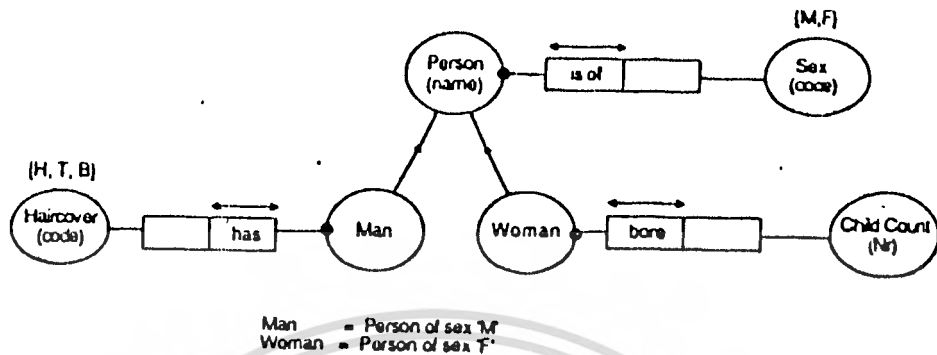 {M,F}
Person
(name)
is of
Sex
(code)
{H, T, B}
Haircover
(code)
has
Man
Woman
bore
Child Count
(Nr)
Man = Person of sex 'M'
Woman = Person of sex 'F'